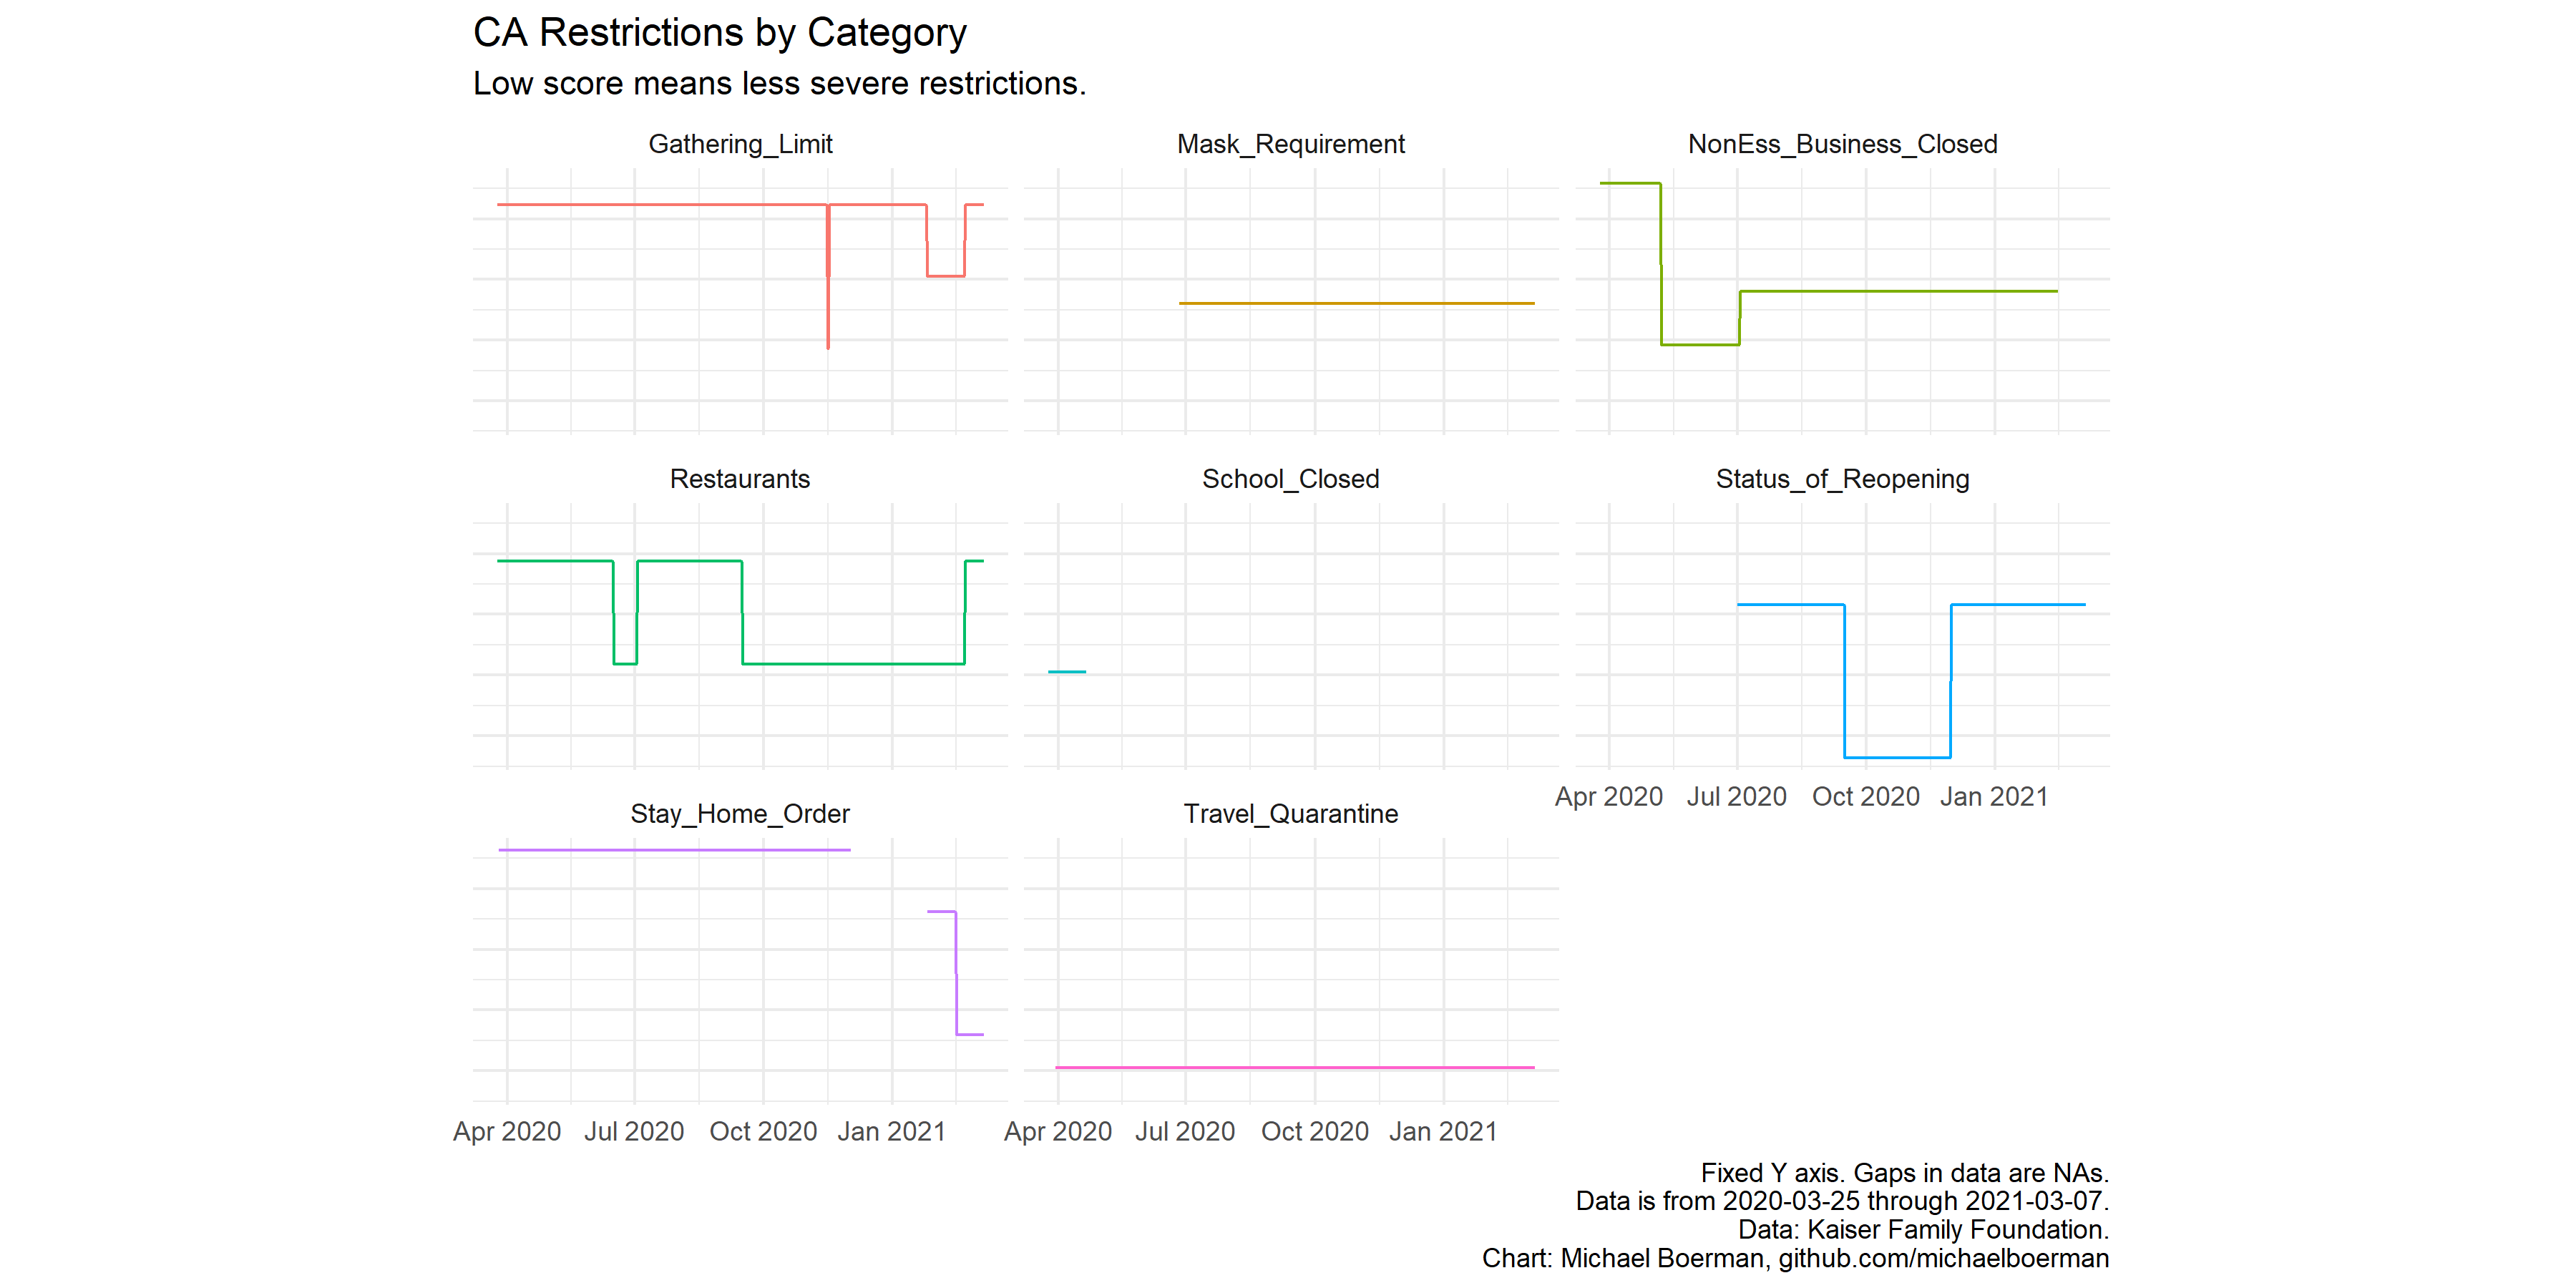 CA Restrictions by Category
Low score means less severe restrictions.
Gathering_Limit
Mask_Requirement
NonEss_Business_Closed
Restaurants
School_Closed
Status_of_Reopening
Apr 2020 Jul 2020 Oct 2020 Jan 2021
Stay_Home_Order
Travel_Quarantine
Apr 2020 Jul 2020 Oct 2020 Jan 2021
Apr 2020 Jul 2020 Oct 2020 Jan 2021
Fixed Y axis. Gaps in data are NAs.
Data is from 2020-03-25 through 2021-03-07.
Data: Kaiser Family Foundation.
Chart: Michael Boerman, github.com/michaelboerman